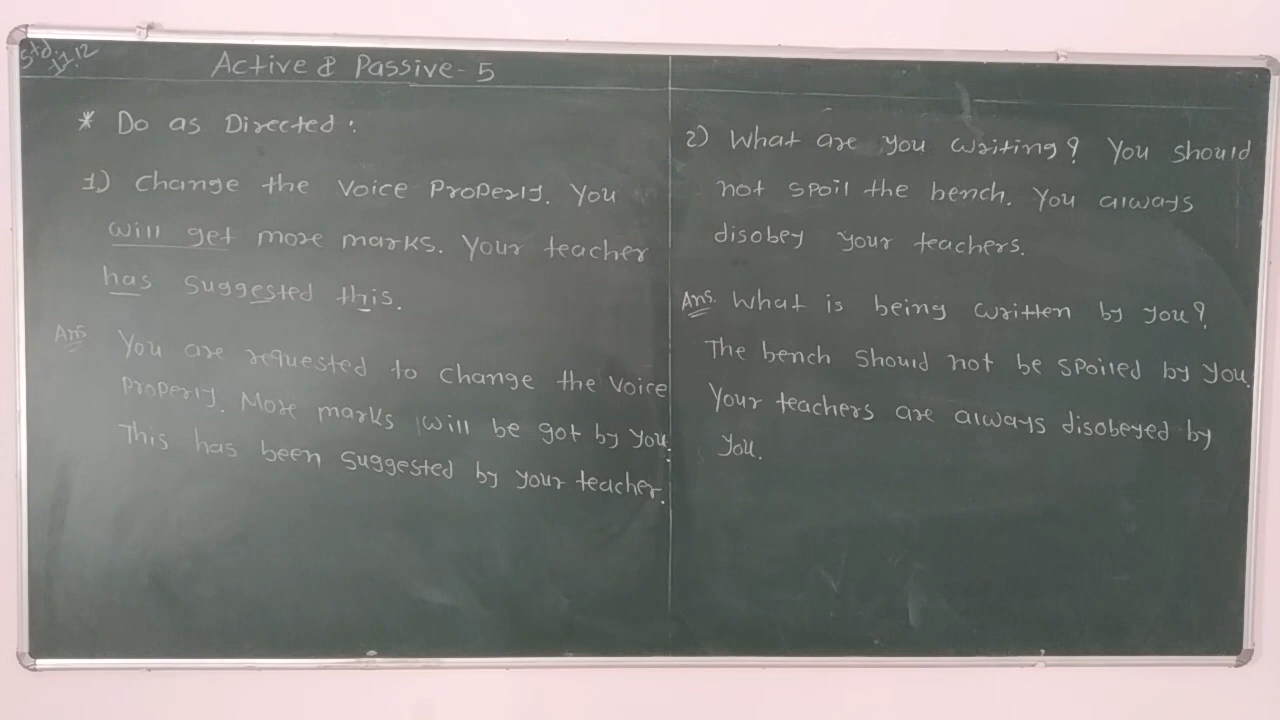 Std. 11.12
Active & Passive - 5
* Do as Directed :
1) Change the Voice Properly. You
will get more marks. Your teacher
has suggested this.
Ans You are requested to change the Voice
Properly. More marks will be got by you.
This has been suggested by your teacher.
2) What are you writing? You should
not spoil the bench. You always
disobey your teachers.
Ans. What is being written by you?
The bench should not be spoiled by you.
Your teachers are always disobeyed by
you.